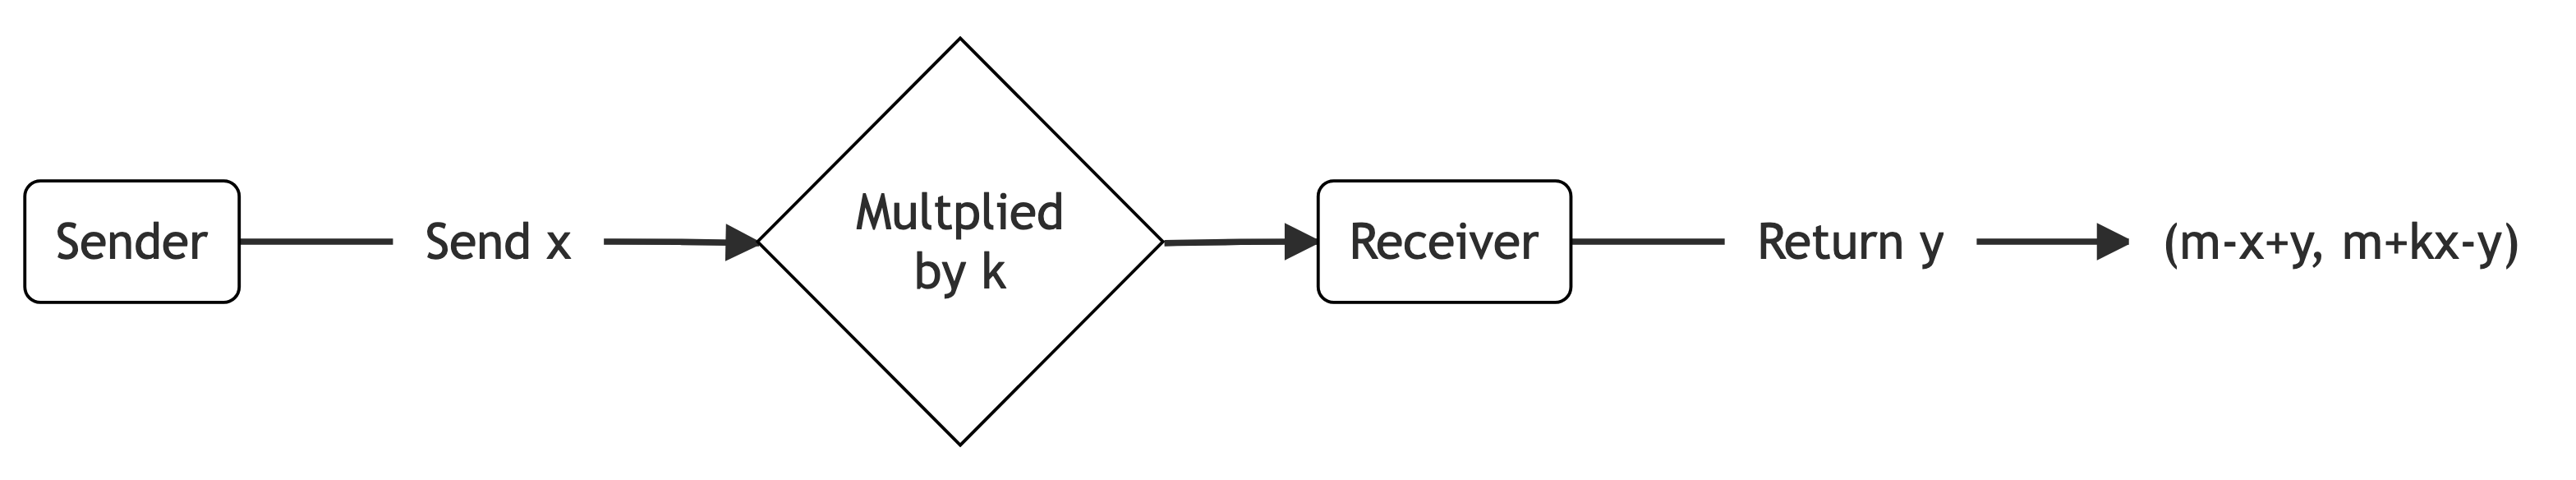 Sender
Send x
Multplied
by k
Receiver
Return y
(m-x+y, m+kx-y)